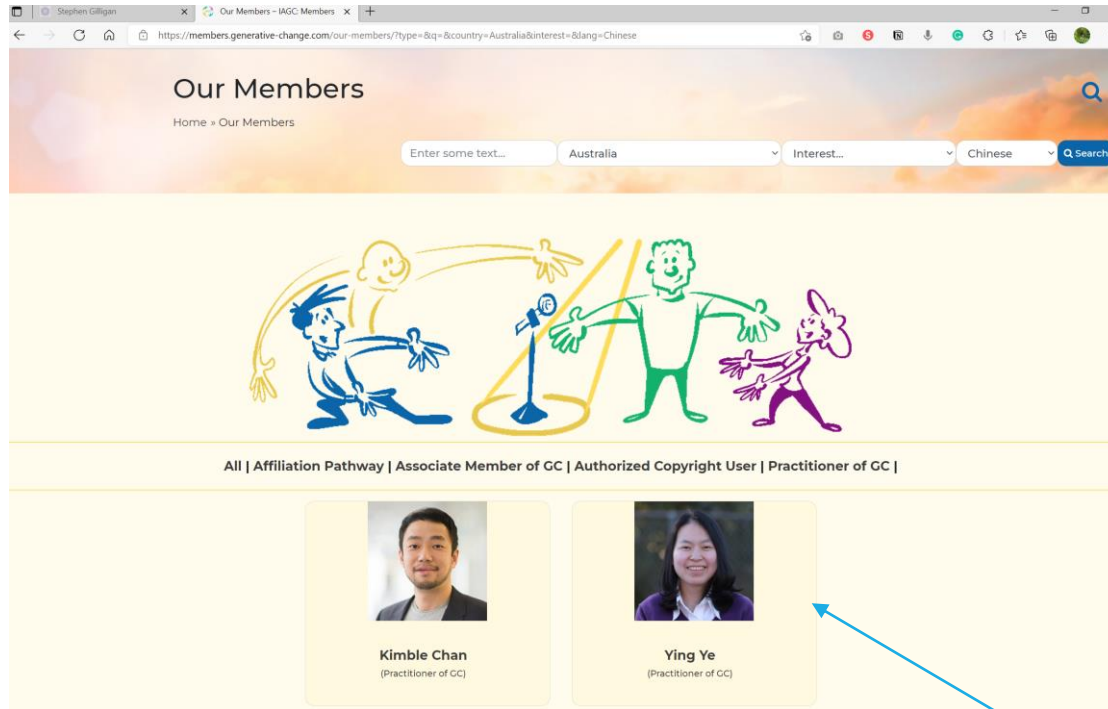 Stephen Gilligan
Our Members – IAGC: Members
https://members.generative-change.com/our-members/?type=&q=&country=Australia&interest=&lang=Chinese
Our Members
Home » Our Members
Enter some text... Australia Interest... Chinese Search
All | Affiliation Pathway | Associate Member of GC | Authorized Copyright User | Practitioner of GC |
Kimble Chan Ying Ye
(Practitioner of GC) (Practitioner of GC)